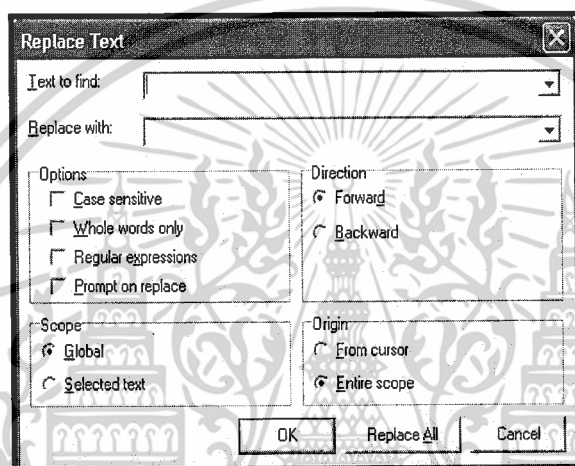 Replace Text
Text to find:
Replace with:
Options
Case sensitive
Whole words only
Regular expressions
Prompt on replace
Direction
Forward
Backward
Scope
Global
Selected text
Origin
From cursor
Entire scope
OK Replace All Cancel